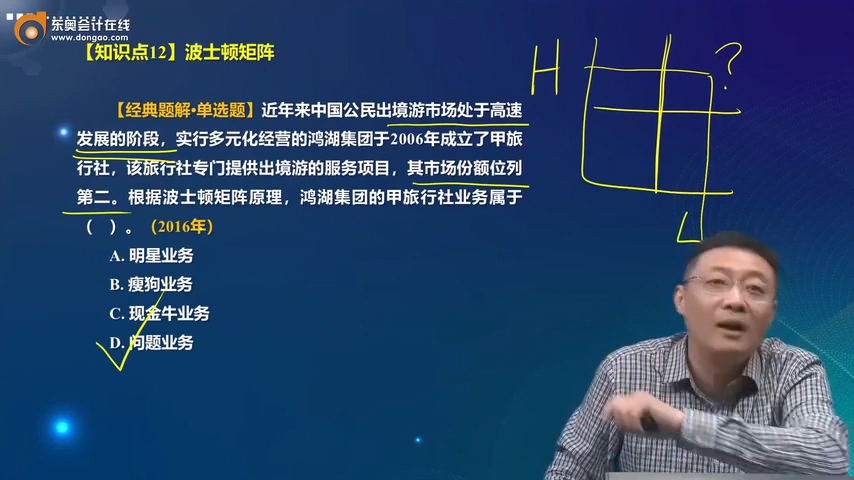 东奥会计在线
www.dongao.com
【知识点12】波士顿矩阵
H
?
【经典题解·单选题】近年来中国公民出境游市场处于高速
发展的阶段，实行多元化经营的鸿湖集团于2006年成立了甲旅
行社，该旅行社专门提供出境游的服务项目，其市场份额位列
第二。根据波士顿矩阵原理，鸿湖集团的甲旅行社业务属于
（ ）。（2016年）
L
A. 明星业务
B. 瘦狗业务
C. 现金牛业务
D. 问题业务